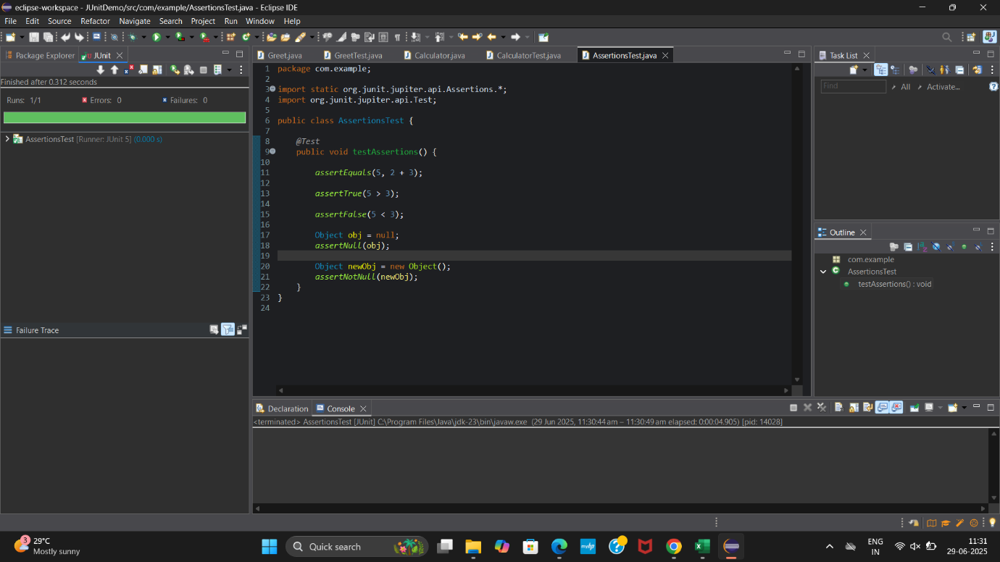 eclipse-workspace - JUnitDemo/src/com/example/AssertionsTest.java - Eclipse IDE
File Edit Source Refactor Navigate Search Project Run Window Help
Package Explorer JUnit
Finished after 0.312 seconds
Runs: 1/1 Errors: 0 Failures: 0
AssertionsTest [Runner: JUnit 5] (0.000 s)
Failure Trace
Greet.java GreetTest.java Calculator.java CalculatorTest.java AssertionsTest.java
1 package com.example;
2
3 import static org.junit.jupiter.api.Assertions.*;
4 import org.junit.jupiter.api.Test;
5
6 public class AssertionsTest {
7
8 @Test
9 public void testAssertions() {
10
11 assertEquals(5, 2 + 3);
12
13 assertTrue(5 > 3);
14
15 assertFalse(5 < 3);
16
17 Object obj = null;
18 assertNull(obj);
19
20 Object newObj = new Object();
21 assertNotNull(newObj);
22 }
23 }
24
Task List
Find All Activate...
Outline
com.example
AssertionsTest
testAssertions() : void
Declaration Console
<terminated> AssertionsTest [JUnit] C:\Program Files\Java\jdk-23\bin\javaw.exe (29 Jun 2025, 11:30:44 am – 11:30:49 am elapsed: 0:00:04.905) [pid: 14028]
3
29°C
Mostly sunny
Quick search
myhp
ENG
IN
11:31
29-06-2025